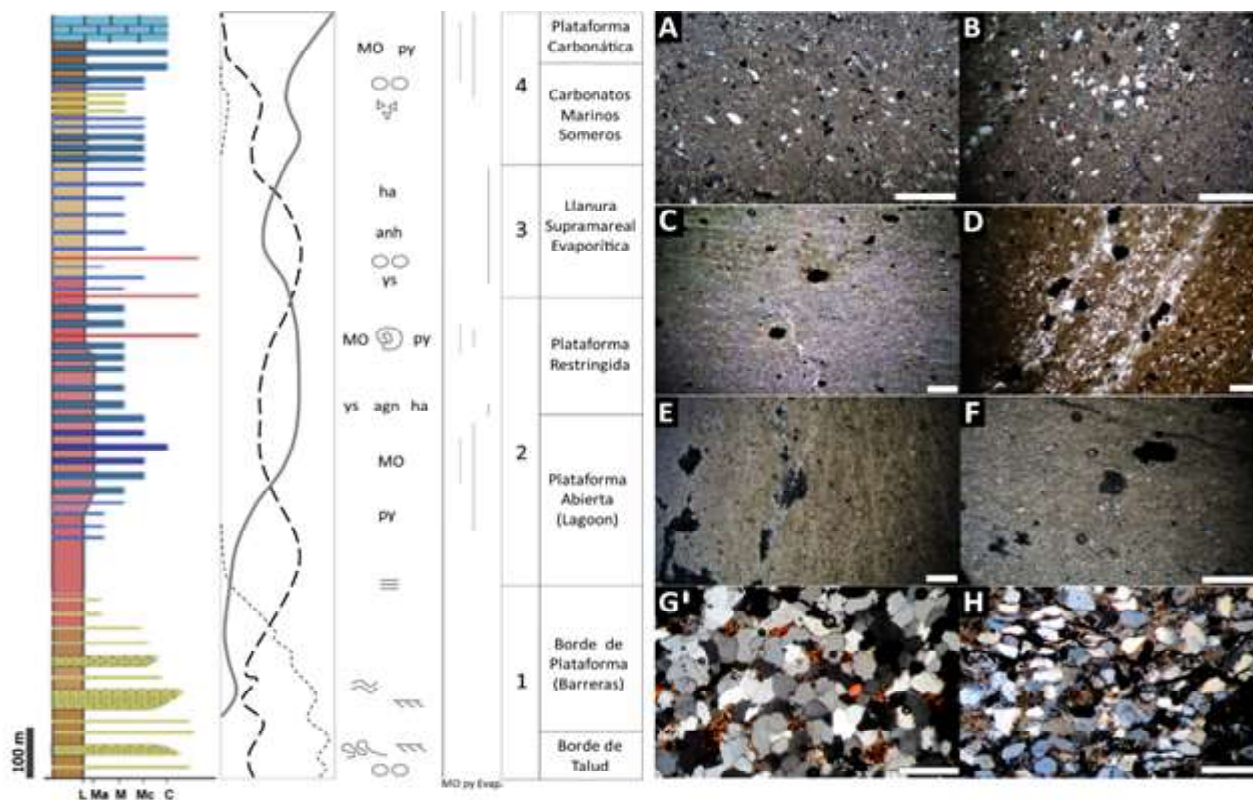 MO py
ha
anh
ys
MO py
ys agn ha
MO
py
4
3
2
1
Plataforma
Carbonática
Carbonatos
Marinos
Someros
Llanura
Supramareal
Evaporítica
Plataforma
Restringida
Plataforma
Abierta
(Lagoon)
Borde de
Plataforma
(Barreras)
Borde de
Talud
100 m
L Ma M Mc C
MO py Evap.
A
B
C
D
E
F
G'
H